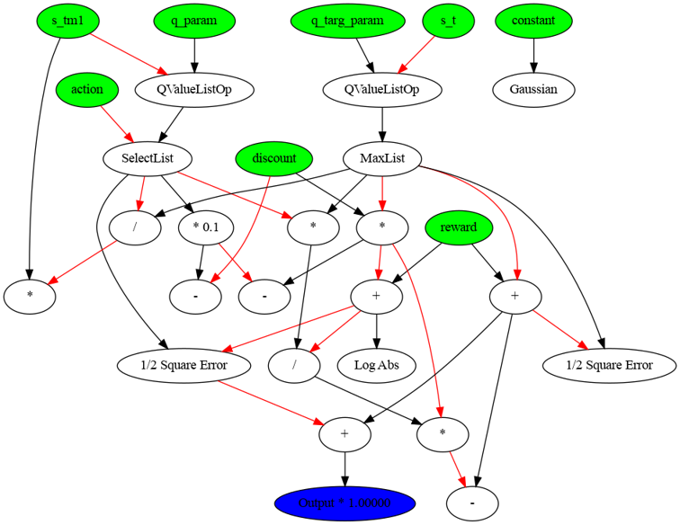 s_tm1
q_param
q_targ_param
s_t
constant
action
QValueListOp
QValueListOp
Gaussian
SelectList
discount
MaxList
/
* 0.1
*
*
reward
*
-
-
+
+
1/2 Square Error
/
Log Abs
1/2 Square Error
+
*
Output * 1.00000
-